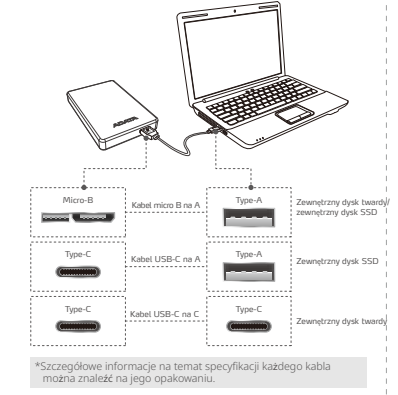 ADATA
Micro-B
Kabel micro B na A
Type-A
Zewnętrzny dysk twardy/
zewnętrzny dysk SSD
Type-C
Kabel USB-C na A
Type-A
Zewnętrzny dysk SSD
Type-C
Kabel USB-C na C
Type-C
Zewnętrzny dysk twardy
*Szczegółowe informacje na temat specyfikacji każdego kabla
można znaleźć na jego opakowaniu.